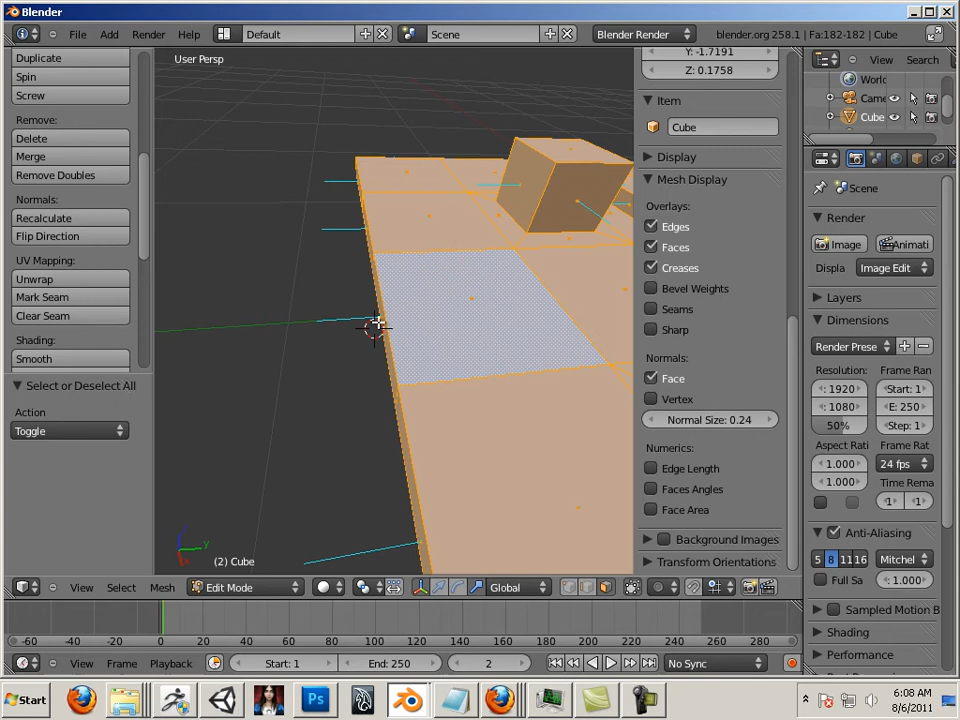 Blender
File Add Render Help Default Scene Blender Render blender.org 258.1 | Fa:182-182 | Cube
Duplicate
Spin
Screw
Remove:
Delete
Merge
Remove Doubles
Normals:
Recalculate
Flip Direction
UV Mapping:
Unwrap
Mark Seam
Clear Seam
Shading:
Smooth
Select or Deselect All
Action
Toggle
User Persp
y
(2) Cube
Y: -1.7191
Z: 0.1758
Item
Cube
Display
Mesh Display
Overlays:
Edges
Faces
Creases
Bevel Weights
Seams
Sharp
Normals:
Face
Vertex
Normal Size: 0.24
Numerics:
Edge Length
Faces Angles
Face Area
Background Images
Transform Orientations
View Search
World
Came
Cube
Scene
Render
Image Animati
Displa Image Edit
Layers
Dimensions
Render Prese
Resolution: Frame Ran
: 1920 Start: 1
: 1080 E: 250
50% Step: 1
Aspect Rati Frame Rat
1.000 24 fps
1.000 Time Rema
1 1
Anti-Aliasing
5 8 11 16 Mitchel
Full Sa : 1.000
Sampled Motion B
Shading
Performance
View Select Mesh Edit Mode Global
-60 -40 -20 0 20 40 60 80 100 120 140 160 180 200 220 240 260 280
View Frame Playback Start: 1 End: 250 2 No Sync
Start Ps 6:08 AM
8/6/2011